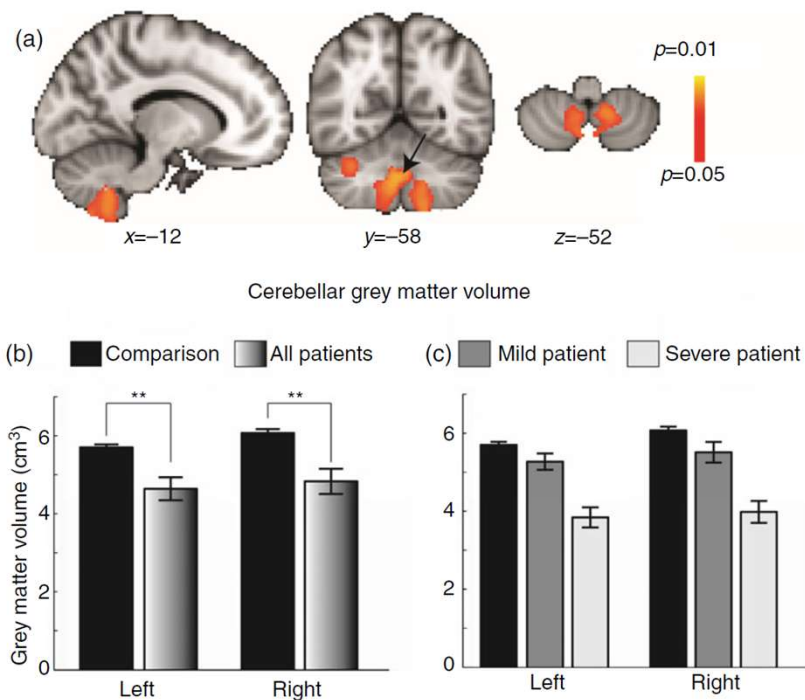 (a)
p=0.01
p=0.05
x=–12
y=–58
z=–52
Cerebellar grey matter volume
(b)
Comparison
All patients
(c)
Mild patient
Severe patient
**
**
Grey matter volume (cm³)
6
4
2
0
Left
Right
6
4
2
0
Left
Right